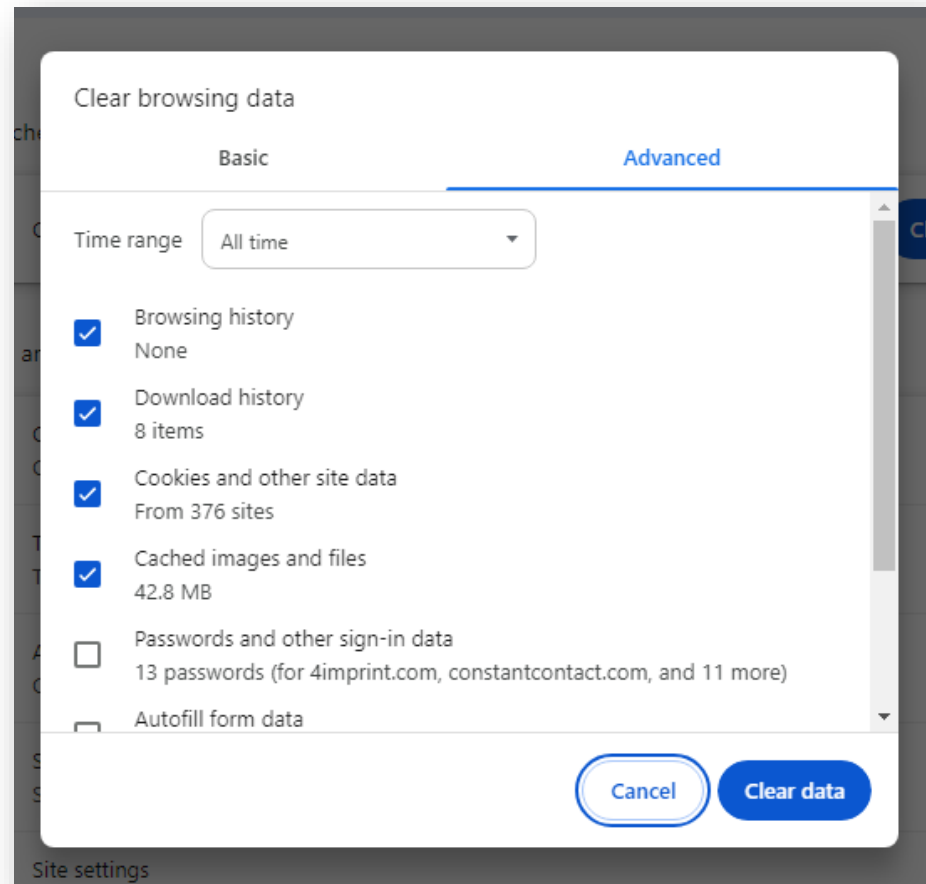 Clear browsing data
Basic
Advanced
Time range
All time
Browsing history
None
Download history
8 items
Cookies and other site data
From 376 sites
Cached images and files
42.8 MB
Passwords and other sign-in data
13 passwords (for 4imprint.com, constantcontact.com, and 11 more)
Autofill form data
Cancel
Clear data
Site settings